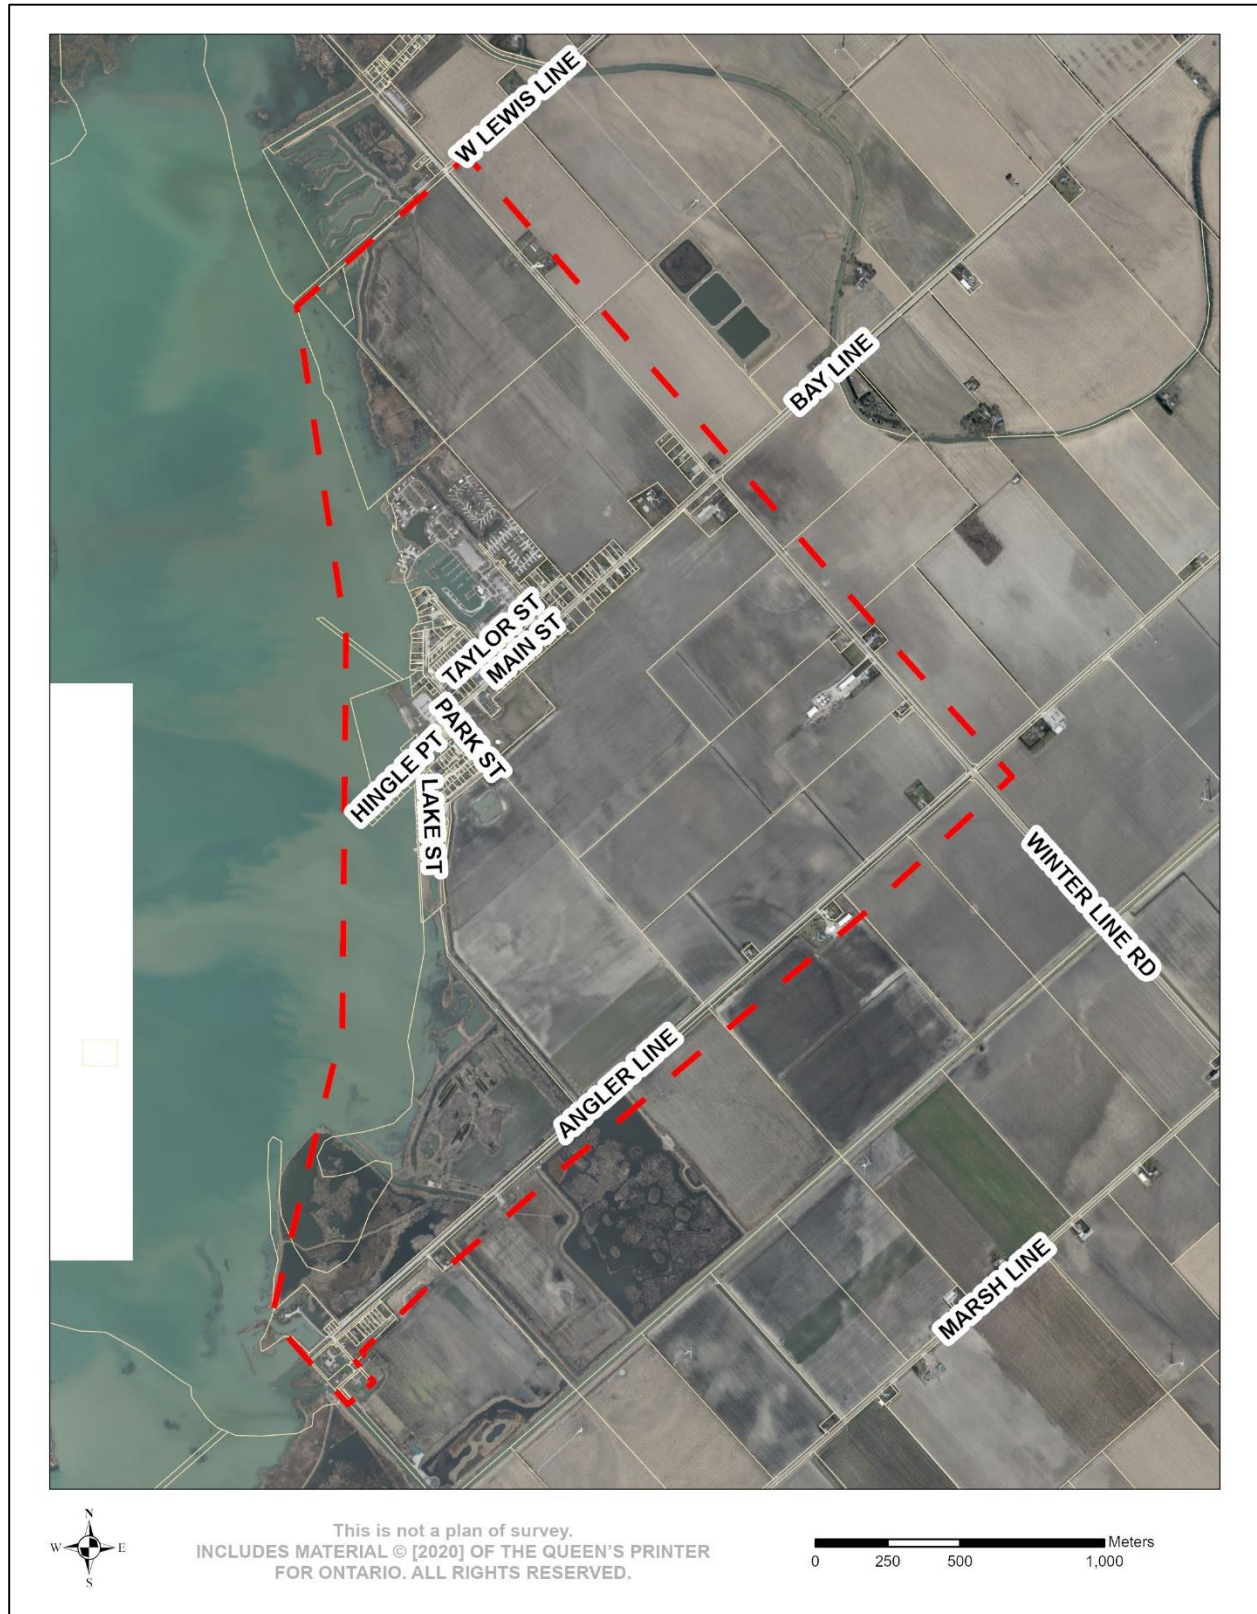 W LEWIS LINE
BAY LINE
TAYLOR ST
MAIN ST
PARK ST
HINGLE PT
LAKE ST
WINTER LINE RD
ANGLER LINE
MARSH LINE
N
W E
S
This is not a plan of survey.
INCLUDES MATERIAL © [2020] OF THE QUEEN'S PRINTER
FOR ONTARIO. ALL RIGHTS RESERVED.
Meters
0 250 500 1,000